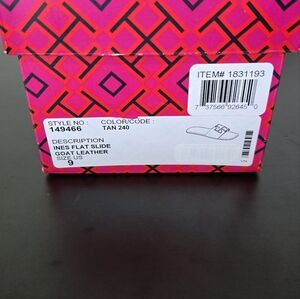 ITEM# 1831193
7 37566 92645 0
STYLE NO : COLOR/CODE :
149466 TAN 240
DESCRIPTION
INES FLAT SLIDE
GOAT LEATHER
SIZE US
9